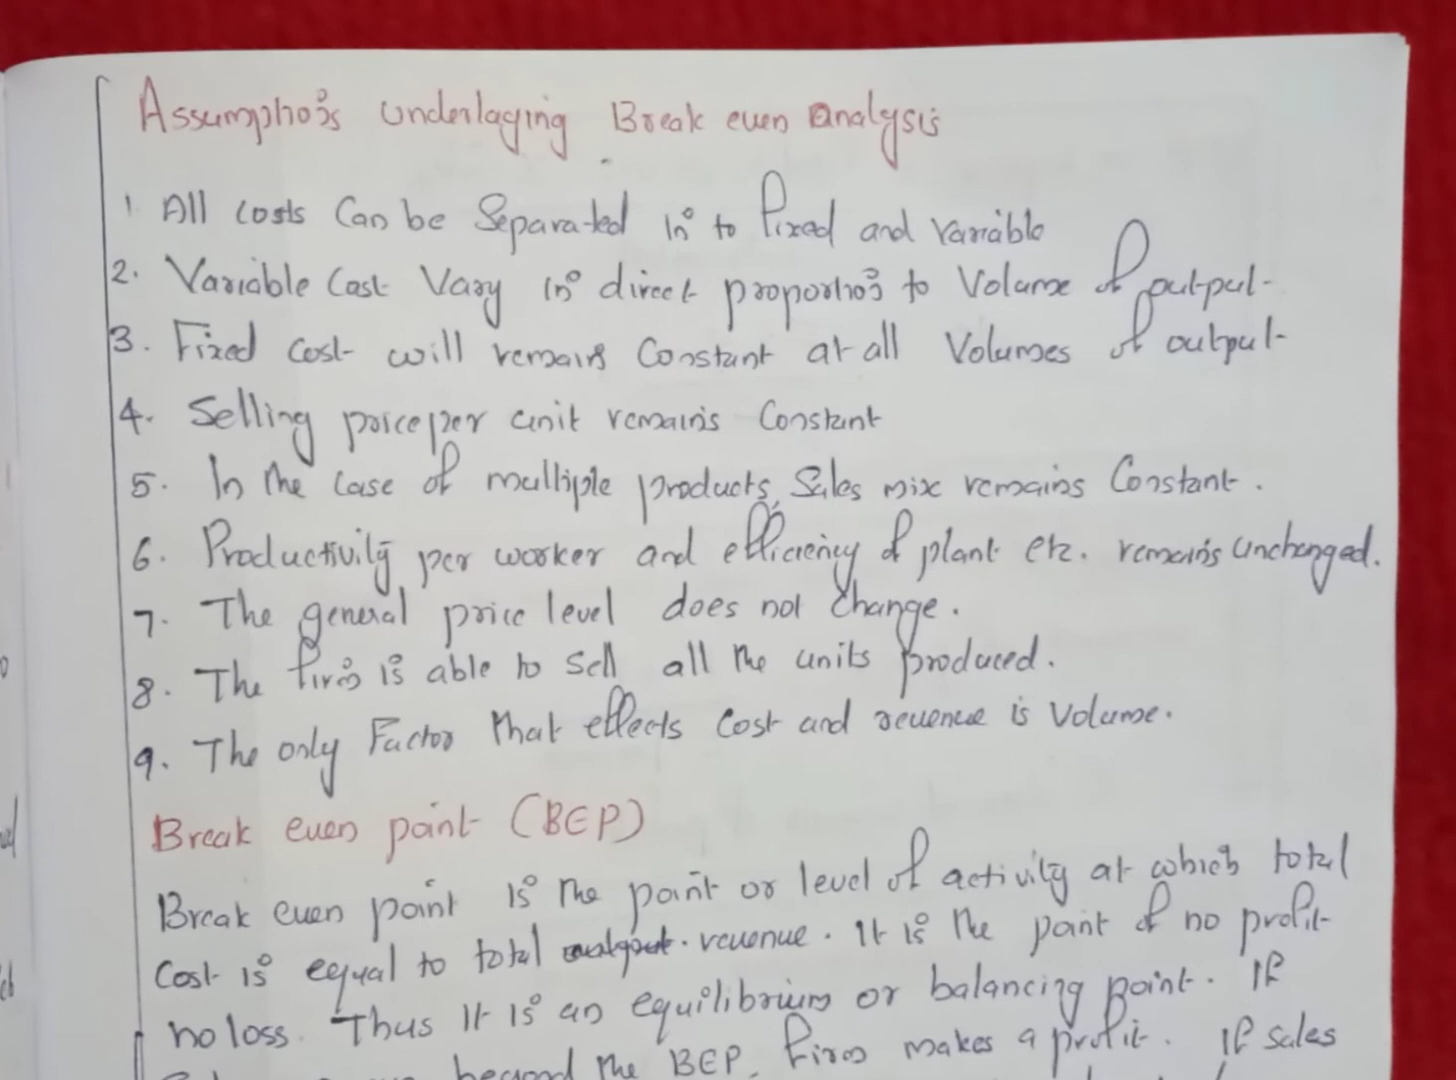 Assumptions underlaying Break even analysis
1. All costs can be separated in to fixed and variable
2. Variable cost vary in direct proportion to volume of output
3. Fixed cost will remains constant at all volumes of output
4. Selling price per unit remains constant
5. In the case of multiple products, sales mix remains constant.
6. Productivity per worker and efficiency of plant etc. remains unchanged.
7. The general price level does not change.
8. The firm is able to sell all the units produced.
9. The only factor that effects cost and revenue is volume.
Break even point (BEP)
Break even point is the point or level of activity at which total
cost is equal to total revenue. It is the point of no profit
no loss. Thus it is an equilibrium or balancing point. If
beyond the BEP, firm makes a profit. If sales